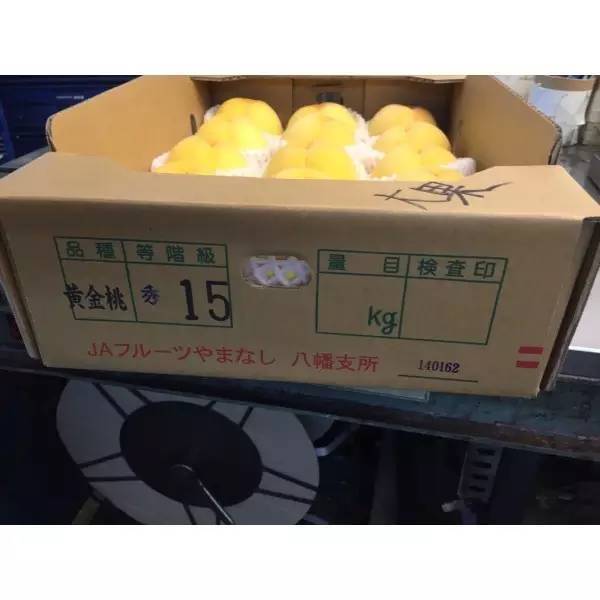 品種 等階級
黄金桃 秀 15
量目 検査印
kg
JAフルーツやまなし 八幡支所
140162